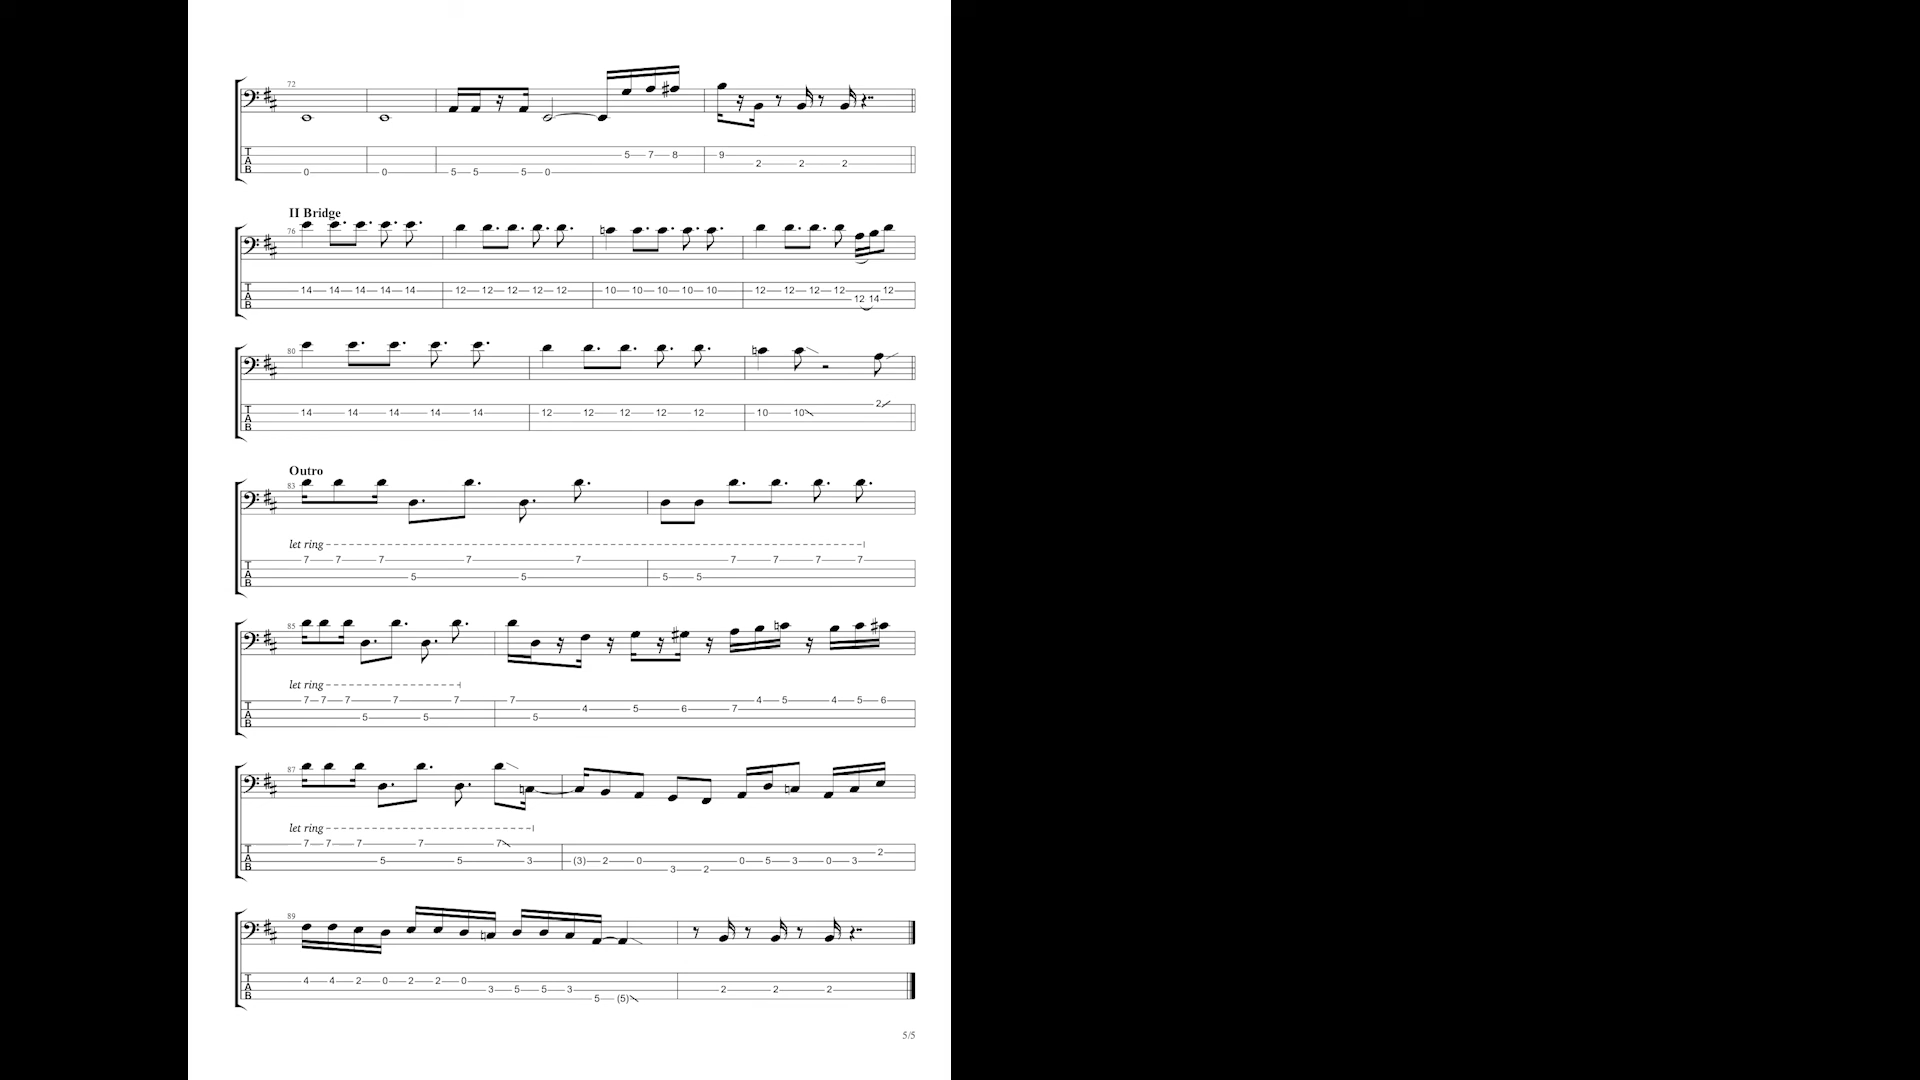 72
T
A
B
0 0 5 5 5 0 5 7 8 9 2 2 2
II Bridge
76
T
A
B
14 14 14 14 14 12 12 12 12 12 10 10 10 10 10 12 12 12 12 12 14 12
80
T
A
B
14 14 14 14 14 12 12 12 12 12 10 10 2
Outro
83
let ring
T
A
B
7 7 7 5 7 5 7 5 5 7 7 7 7
85
let ring
T
A
B
7 7 7 5 7 5 7 7 5 4 5 6 7 4 5 4 5 6
87
let ring
T
A
B
7 7 7 5 7 5 7 3 (3) 2 0 3 2 0 5 3 0 3 2
89
T
A
B
4 4 2 0 2 2 0 3 5 5 3 5 (5) 2 2 2
5/5